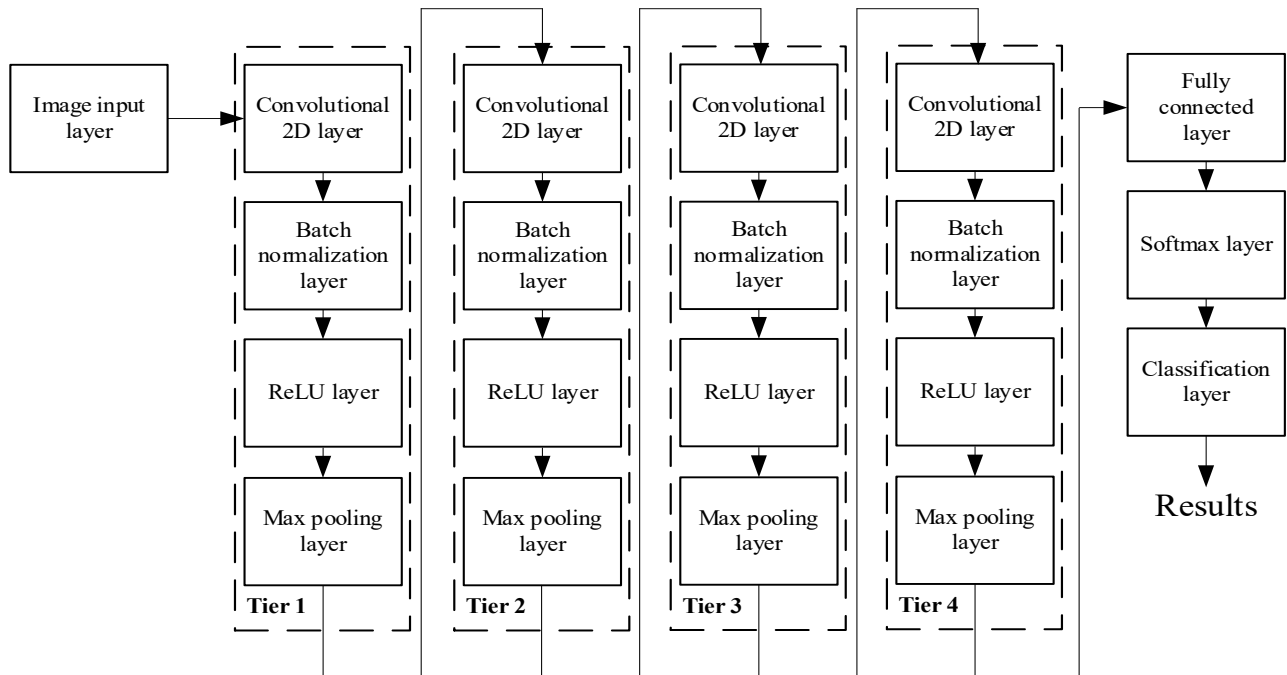 Image input
layer
Convolutional
2D layer
Batch
normalization
layer
ReLU layer
Max pooling
layer
Tier 1
Convolutional
2D layer
Batch
normalization
layer
ReLU layer
Max pooling
layer
Tier 2
Convolutional
2D layer
Batch
normalization
layer
ReLU layer
Max pooling
layer
Tier 3
Convolutional
2D layer
Batch
normalization
layer
ReLU layer
Max pooling
layer
Tier 4
Fully
connected
layer
Softmax layer
Classification
layer
Results